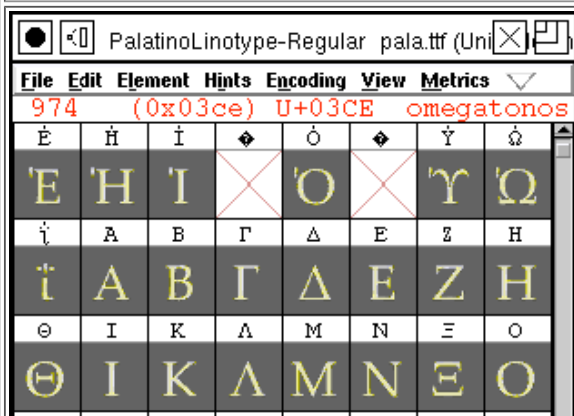 PalatinoLinotype-Regular pala.ttf (Uni
File Edit Element Hints Encoding View Metrics
974 (0x03ce) U+03CE omegatonos
Έ Ή Ί � Ό � Ύ Ώ
Έ Ή Ί Ό Ύ Ώ
ΐ Α Β Γ Δ Ε Ζ Η
ΐ Α Β Γ Δ Ε Ζ Η
Θ Ι Κ Λ Μ Ν Ξ Ο
Θ Ι Κ Λ Μ Ν Ξ Ο